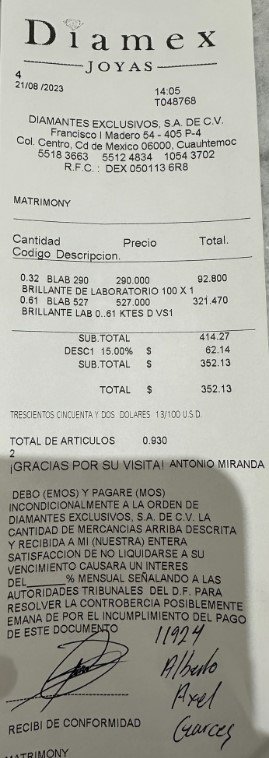 Diamex
JOYAS
4
21/08 /2023
14:05
T048768
DIAMANTES EXCLUSIVOS, S.A. DE C.V.
Francisco I Madero 54 - 405 P-4
Col. Centro, Cd de Mexico 06000, Cuauhtemoc
5518 3663 5512 4834 1054 3702
R.F.C. : DEX 050113 6R8
MATRIMONY
Cantidad Precio Total.
Codigo Descripcion.
0.32 BLAB 290 290.000 92.800
BRILLANTE DE LABORATORIO 100 X 1
0.61 BLAB 527 527.000 321.470
BRILLANTE LAB 0..61 KTES D VS1
SUB.TOTAL 414.27
DESC1 15.00% $ 62.14
SUB.TOTAL $ 352.13
TOTAL $ 352.13
TRESCIENTOS CINCUENTA Y DOS DOLARES 13/100 U.S.D.
TOTAL DE ARTICULOS 0.930
2
¡GRACIAS POR SU VISITA! ANTONIO MIRANDA
DEBO (EMOS) Y PAGARE (MOS)
INCONDICIONALMENTE A LA ORDEN DE
DIAMANTES EXCLUSIVOS, S.A. DE C.V. LA
CANTIDAD DE MERCANCIAS ARRIBA DESCRITA
Y RECIBIDA A MI (NUESTRA) ENTERA
SATISFACCION DE NO LIQUIDARSE A SU
VENCIMIENTO CAUSARA UN INTERES
DEL______% MENSUAL SEÑALANDO A LAS
AUTORIDADES TRIBUNALES DEL D.F. PARA
RESOLVER LA CONTROBERCIA POSIBLEMENTE
EMANA DE POR EL INCUMPLIMIENTO DEL PAGO
DE ESTE DOCUMENTO
11924
Alberto
Axel
Garces
RECIBI DE CONFORMIDAD
MATRIMONY